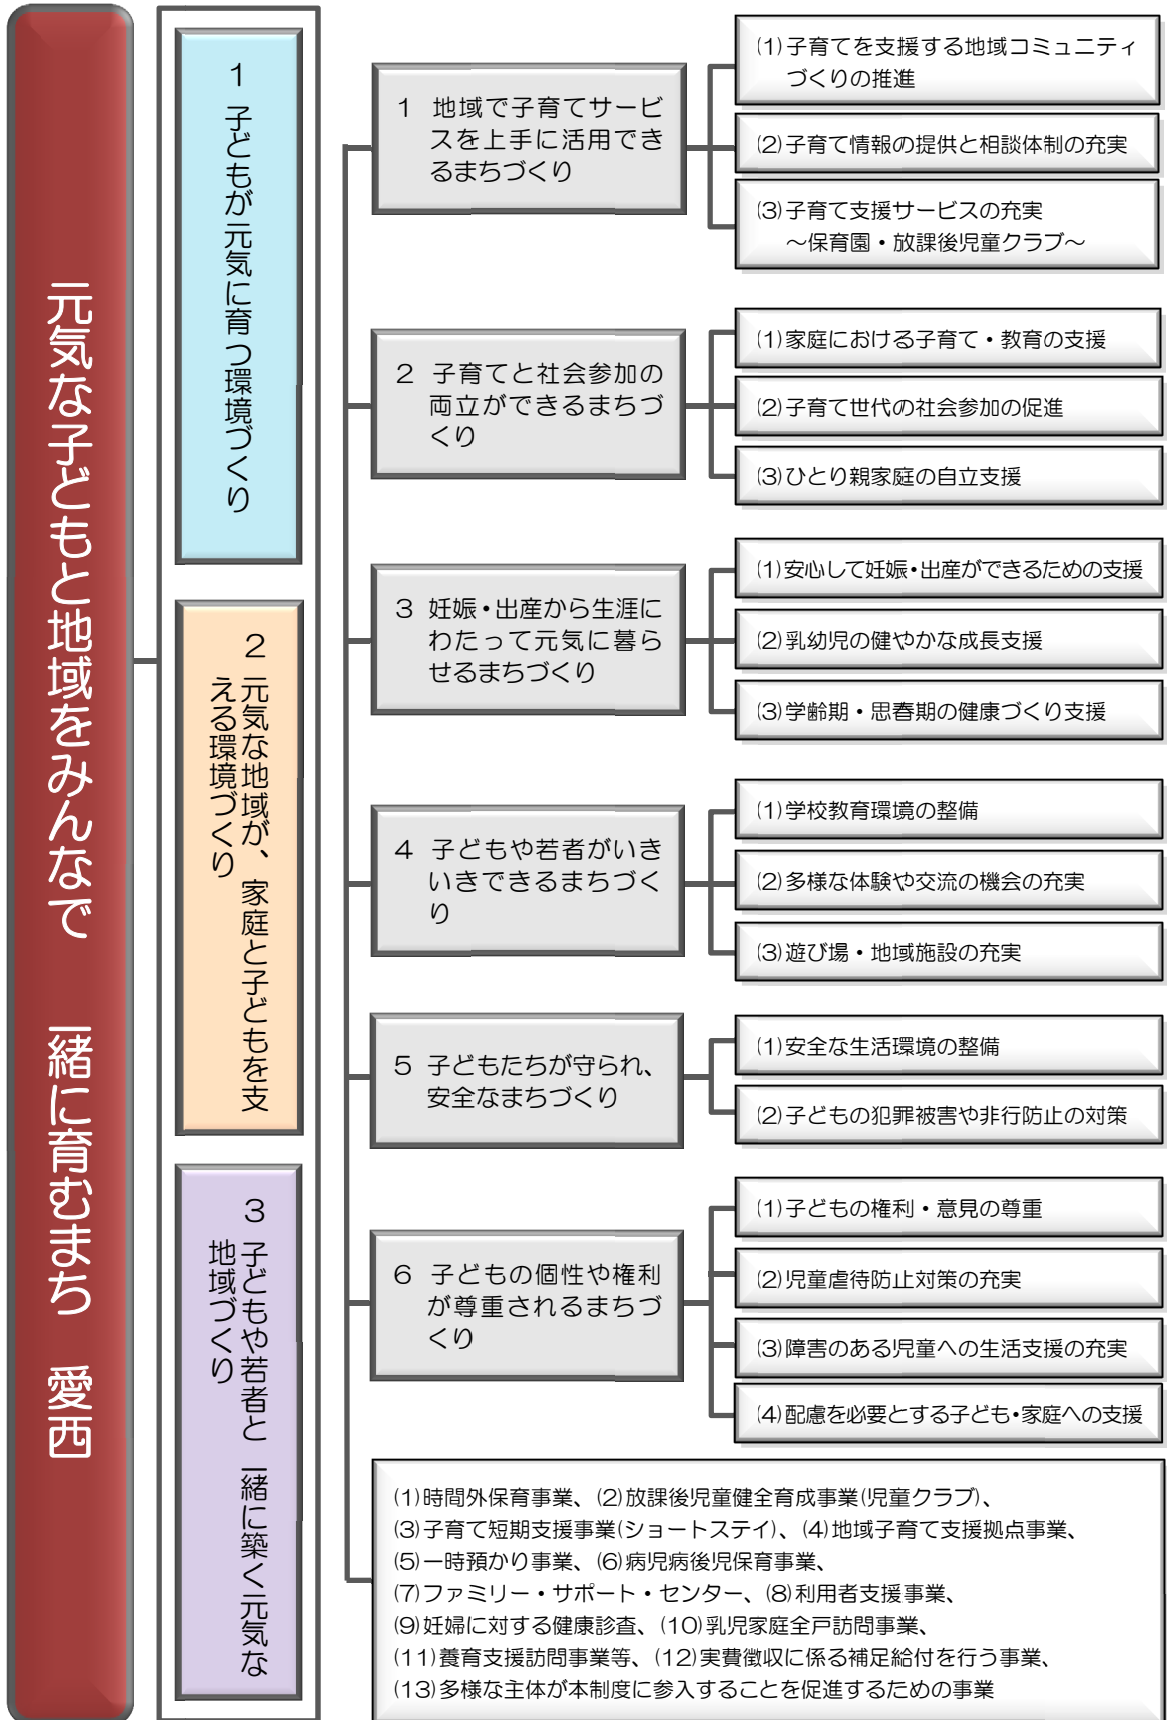 元気な子どもと地域をみんなで　一緒に育むまち　愛西
1 子どもが元気に育つ環境づくり
2 元気な地域が、家庭と子どもを支
える環境づくり
3 子どもや若者と一緒に築く元気な
地域づくり
1 地域で子育てサービ
スを上手に活用でき
るまちづくり
(1)子育てを支援する地域コミュニティ
づくりの推進
(2)子育て情報の提供と相談体制の充実
(3)子育て支援サービスの充実
～保育園・放課後児童クラブ～
2 子育てと社会参加の
両立ができるまちづ
くり
(1)家庭における子育て・教育の支援
(2)子育て世代の社会参加の促進
(3)ひとり親家庭の自立支援
3 妊娠・出産から生涯に
わたって元気に暮ら
せるまちづくり
(1)安心して妊娠・出産ができるための支援
(2)乳幼児の健やかな成長支援
(3)学齢期・思春期の健康づくり支援
4 子どもや若者がいき
いきできるまちづく
り
(1)学校教育環境の整備
(2)多様な体験や交流の機会の充実
(3)遊び場・地域施設の充実
5 子どもたちが守られ、
安全なまちづくり
(1)安全な生活環境の整備
(2)子どもの犯罪被害や非行防止の対策
6 子どもの個性や権利
が尊重されるまちづ
くり
(1)子どもの権利・意見の尊重
(2)児童虐待防止対策の充実
(3)障害のある児童への生活支援の充実
(4)配慮を必要とする子ども・家庭への支援
(1)時間外保育事業、(2)放課後児童健全育成事業(児童クラブ)、
(3)子育て短期支援事業(ショートステイ)、(4)地域子育て支援拠点事業、
(5)一時預かり事業、(6)病児病後児保育事業、
(7)ファミリー・サポート・センター、(8)利用者支援事業、
(9)妊婦に対する健康診査、(10)乳児家庭全戸訪問事業、
(11)養育支援訪問事業等、(12)実費徴収に係る補足給付を行う事業、
(13)多様な主体が本制度に参入することを促進するための事業